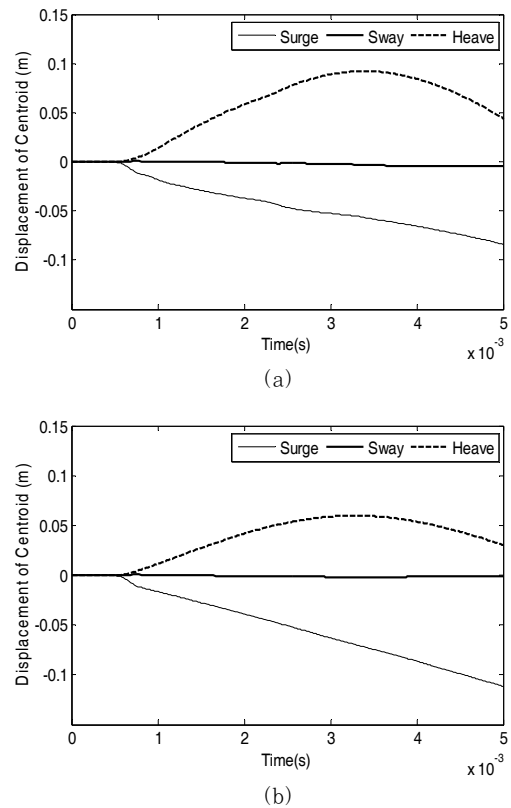 Surge Sway Heave
0.15
0.1
0.05
0
-0.05
-0.1
Displacement of Centroid (m)
0 1 2 3 4 5
Time(s)
x 10⁻³
(a)
Surge Sway Heave
0.15
0.1
0.05
0
-0.05
-0.1
Displacement of Centroid (m)
0 1 2 3 4 5
Time(s)
x 10⁻³
(b)